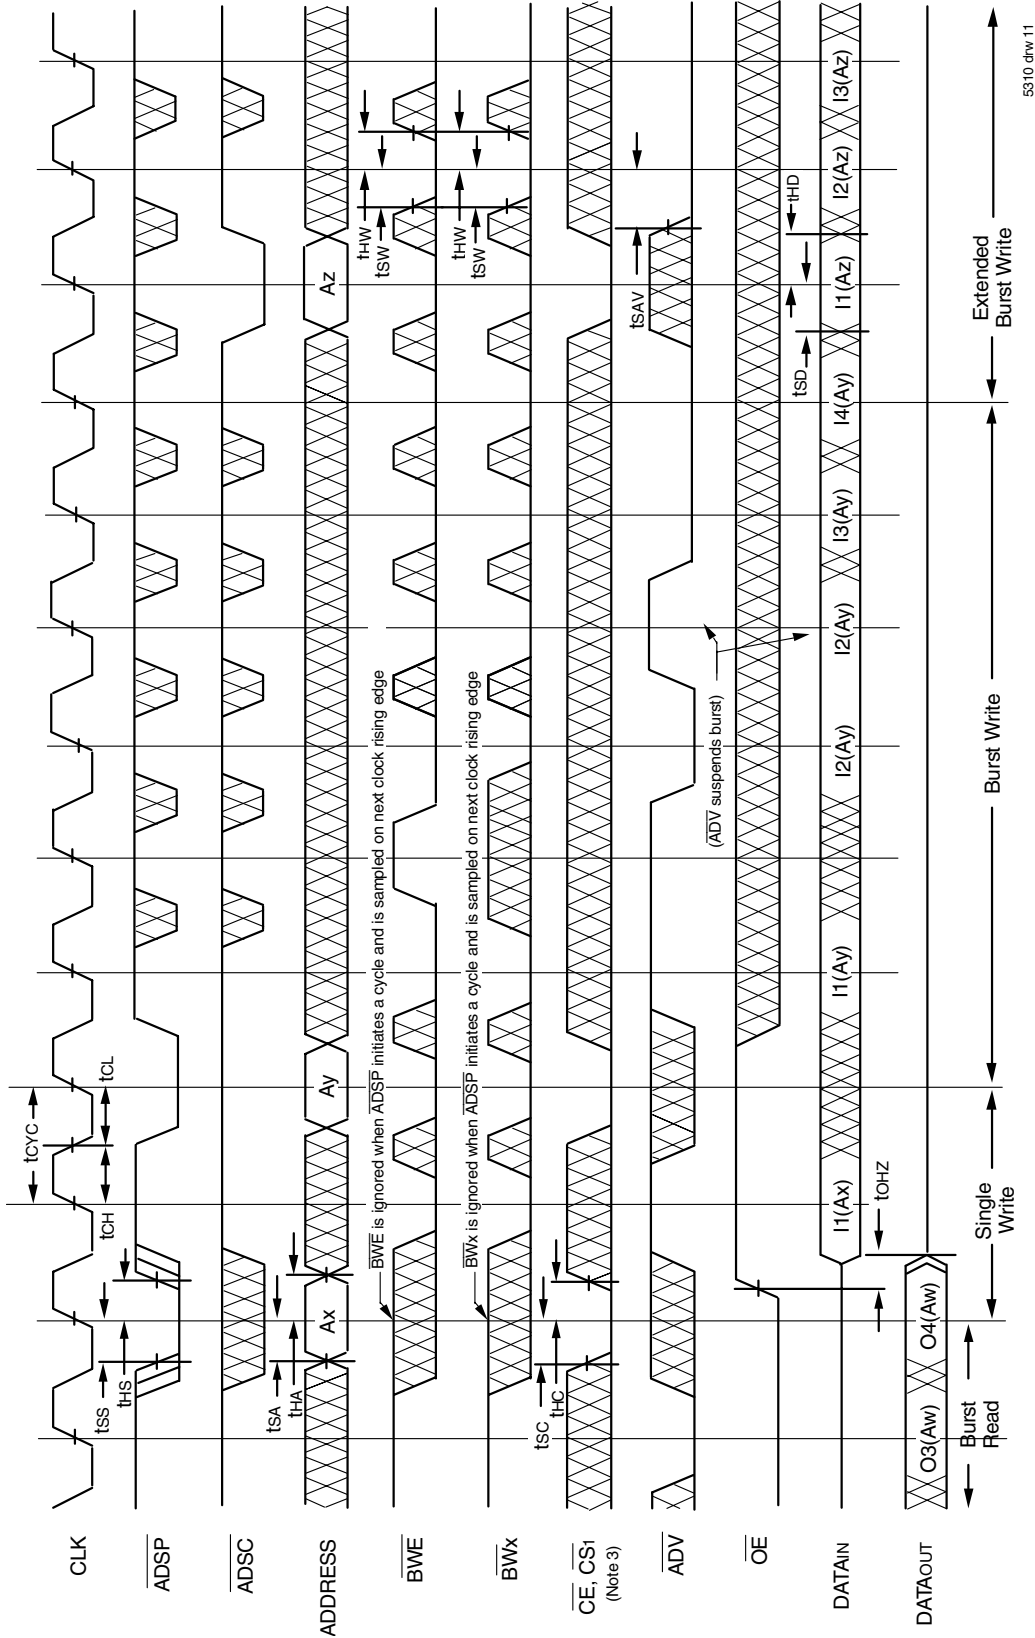 CLK
ADSP
ADSC
ADDRESS
BWE
BWx
CE, CS1
(Note 3)
ADV
OE
DATAIN
DATAOUT
tCYC
tCH
tCL
tSS
tHS
tSA
tHA
Ax
Ay
Az
BWE is ignored when ADSP initiates a cycle and is sampled on next clock rising edge
tHW
tSW
BWx is ignored when ADSP initiates a cycle and is sampled on next clock rising edge
tHW
tSW
tSC
tHC
tSAV
(ADV suspends burst)
tOHZ
tSD
tHD
I1(Ax)
I1(Ay)
I2(Ay)
I2(Ay)
I3(Ay)
I4(Ay)
I1(Az)
I2(Az)
I3(Az)
O3(Aw)
O4(Aw)
Burst
Read
Single
Write
Burst Write
Extended
Burst Write
5310 drw 11